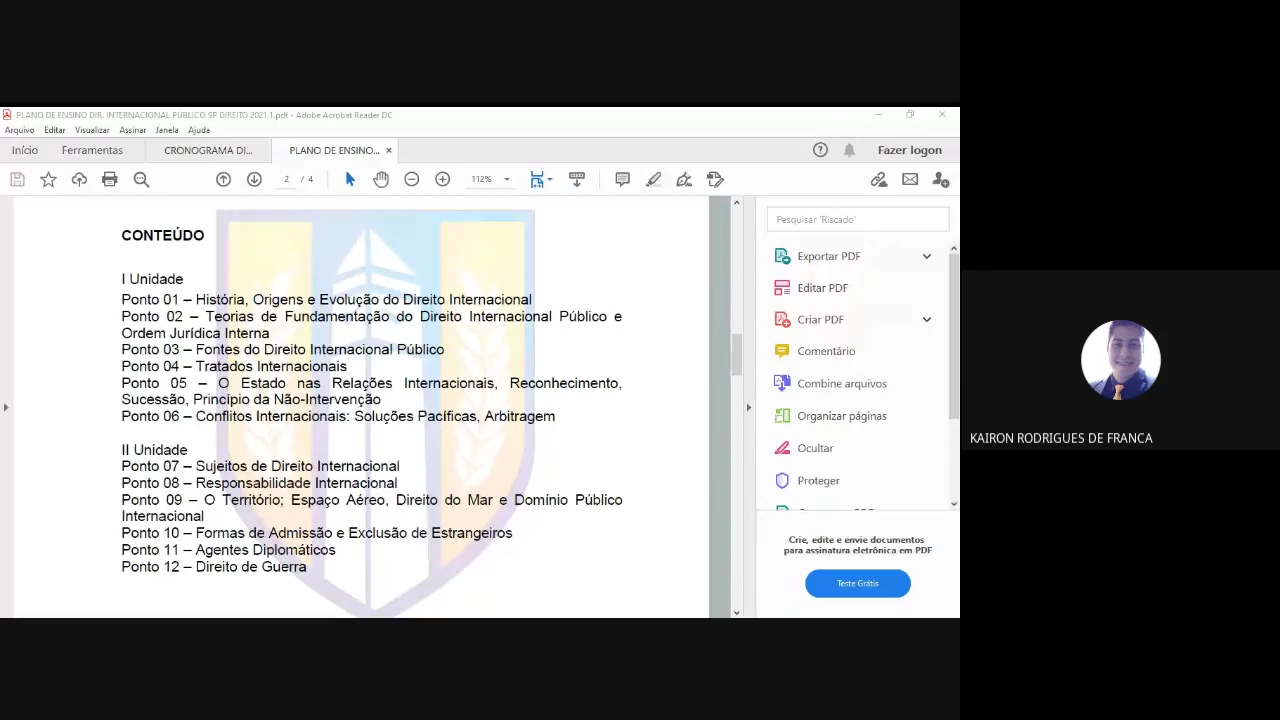 PLANO DE ENSINO DIR. INTERNACIONAL PUBLICO 9P DIREITO 2021.1.pdf - Adobe Acrobat Reader DC
Arquivo Editar Visualizar Assinar Janela Ajuda
Início Ferramentas CRONOGRAMA DI... PLANO DE ENSINO... × Fazer logon
2 / 4 112%
CONTEÚDO
I Unidade
Ponto 01 – História, Origens e Evolução do Direito Internacional
Ponto 02 – Teorias de Fundamentação do Direito Internacional Público e
Ordem Jurídica Interna
Ponto 03 – Fontes do Direito Internacional Público
Ponto 04 – Tratados Internacionais
Ponto 05 – O Estado nas Relações Internacionais, Reconhecimento,
Sucessão, Princípio da Não-Intervenção
Ponto 06 – Conflitos Internacionais: Soluções Pacíficas, Arbitragem
II Unidade
Ponto 07 – Sujeitos de Direito Internacional
Ponto 08 – Responsabilidade Internacional
Ponto 09 – O Território; Espaço Aéreo, Direito do Mar e Domínio Público
Internacional
Ponto 10 – Formas de Admissão e Exclusão de Estrangeiros
Ponto 11 – Agentes Diplomáticos
Ponto 12 – Direito de Guerra
Pesquisar 'Riscado'
Exportar PDF
Editar PDF
Criar PDF
Comentário
Combine arquivos
Organizar páginas
Ocultar
Proteger
Crie, edite e envie documentos
para assinatura eletrônica em PDF
Teste Grátis
KAIRON RODRIGUES DE FRANCA